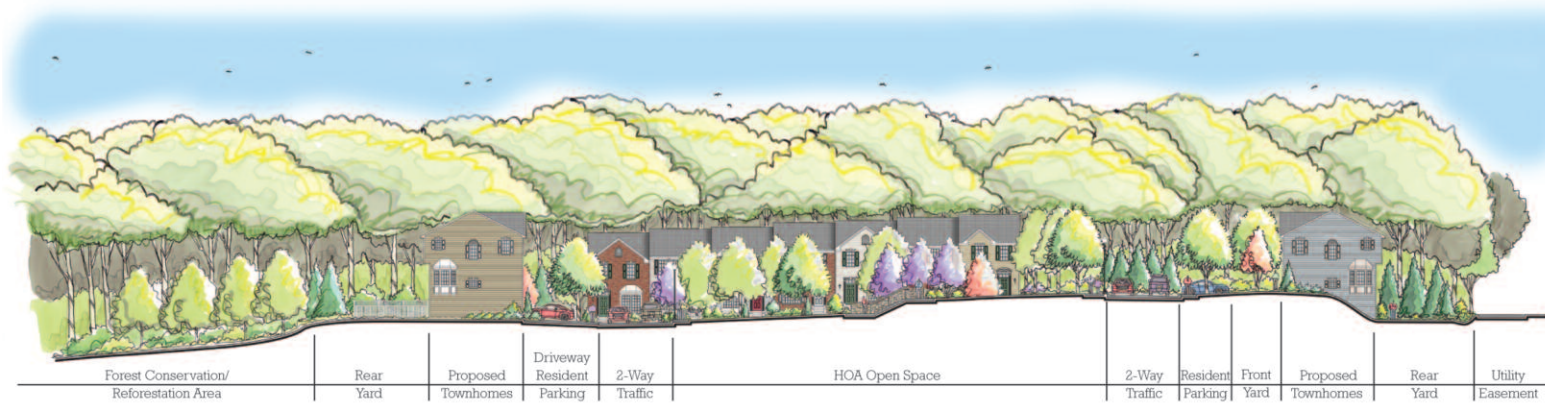 Forest Conservation/
Reforestation Area
Rear
Yard
Proposed
Townhomes
Driveway
Resident
Parking
2-Way
Traffic
HOA Open Space
2-Way
Traffic
Resident
Parking
Front
Yard
Proposed
Townhomes
Rear
Yard
Utility
Easement